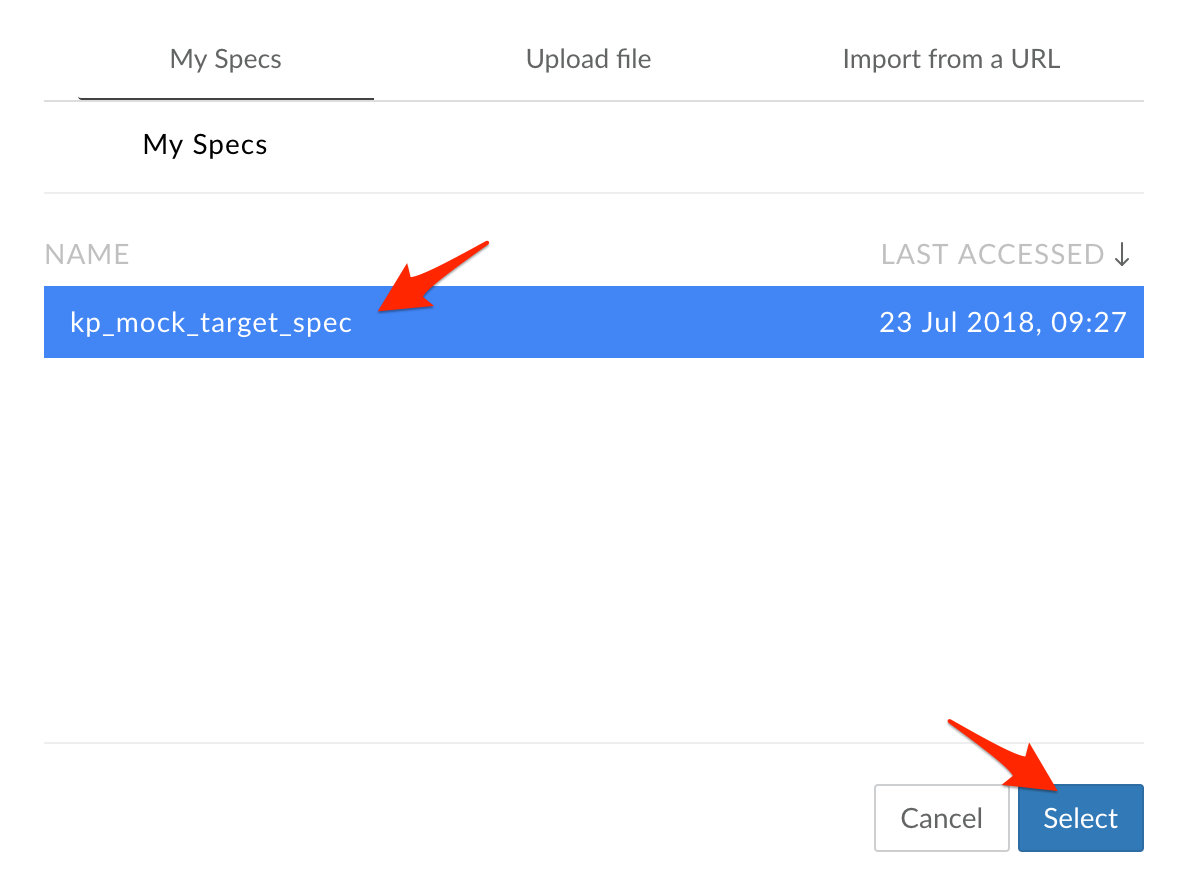 My Specs Upload file Import from a URL
My Specs
NAME LAST ACCESSED ↓
kp_mock_target_spec 23 Jul 2018, 09:27
Cancel Select